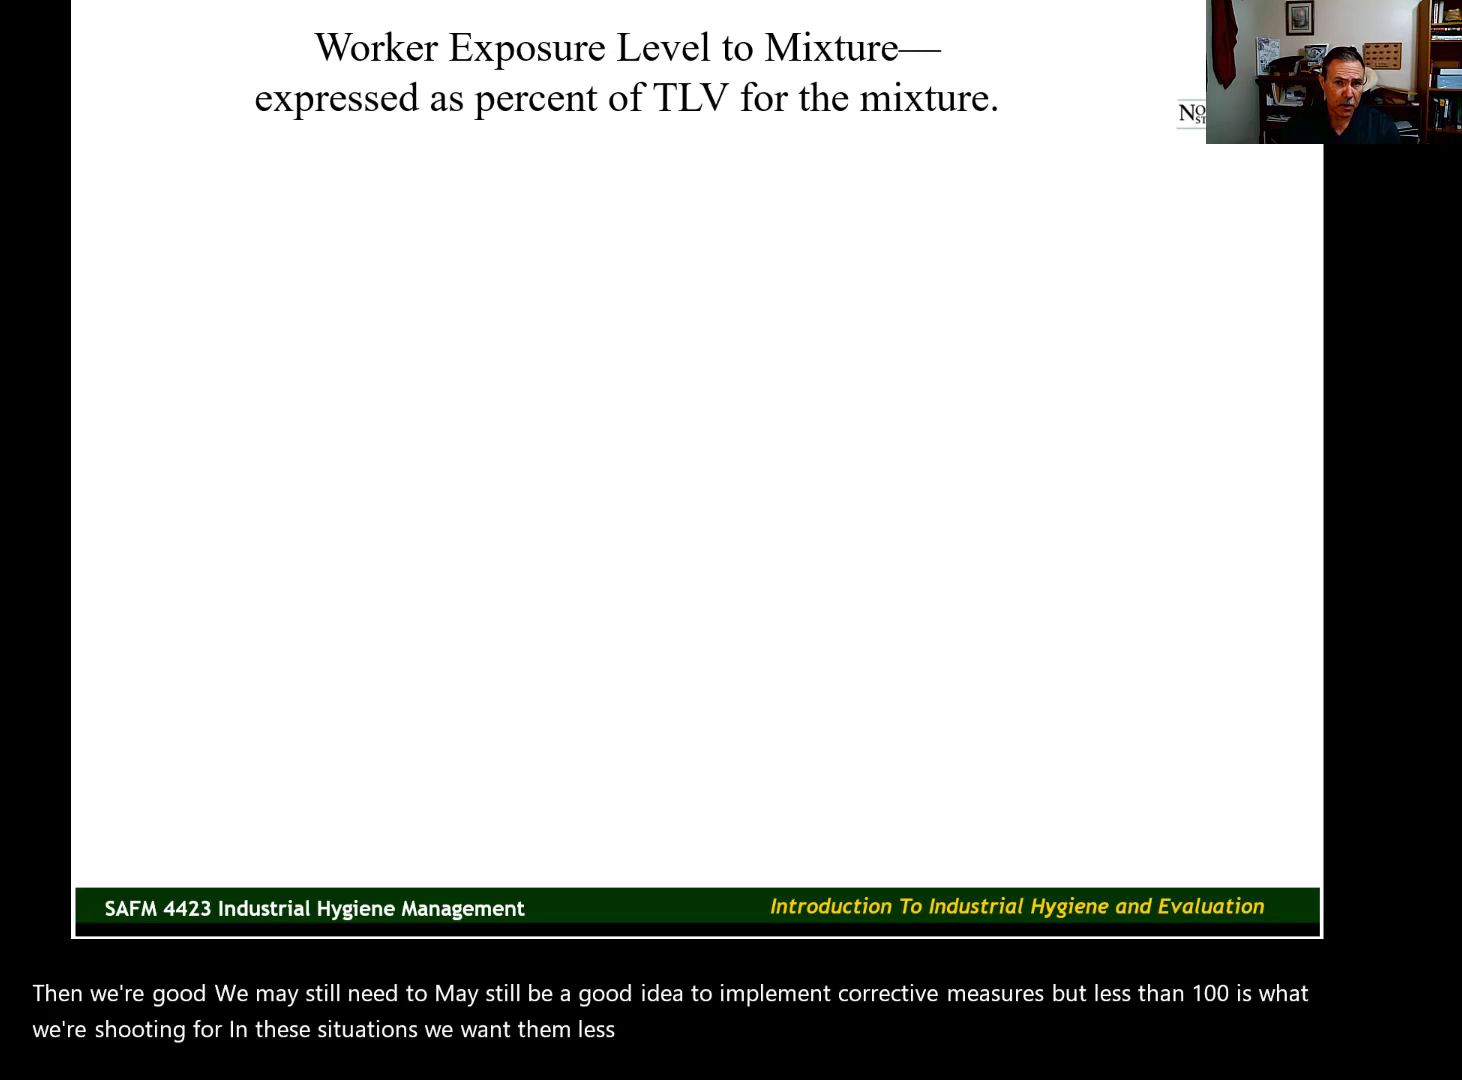 Worker Exposure Level to Mixture—
expressed as percent of TLV for the mixture.
NO
ST
SAFM 4423 Industrial Hygiene Management
Introduction To Industrial Hygiene and Evaluation
Then we're good We may still need to May still be a good idea to implement corrective measures but less than 100 is what
we're shooting for In these situations we want them less